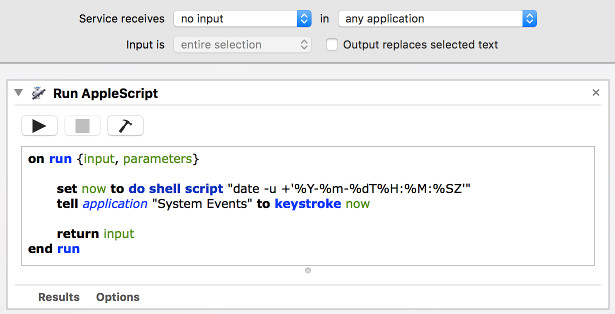 Service receives no input in any application
Input is entire selection Output replaces selected text
Run AppleScript
on run {input, parameters}
set now to do shell script "date -u +'%Y-%m-%dT%H:%M:%SZ'"
tell application "System Events" to keystroke now
return input
end run
Results Options